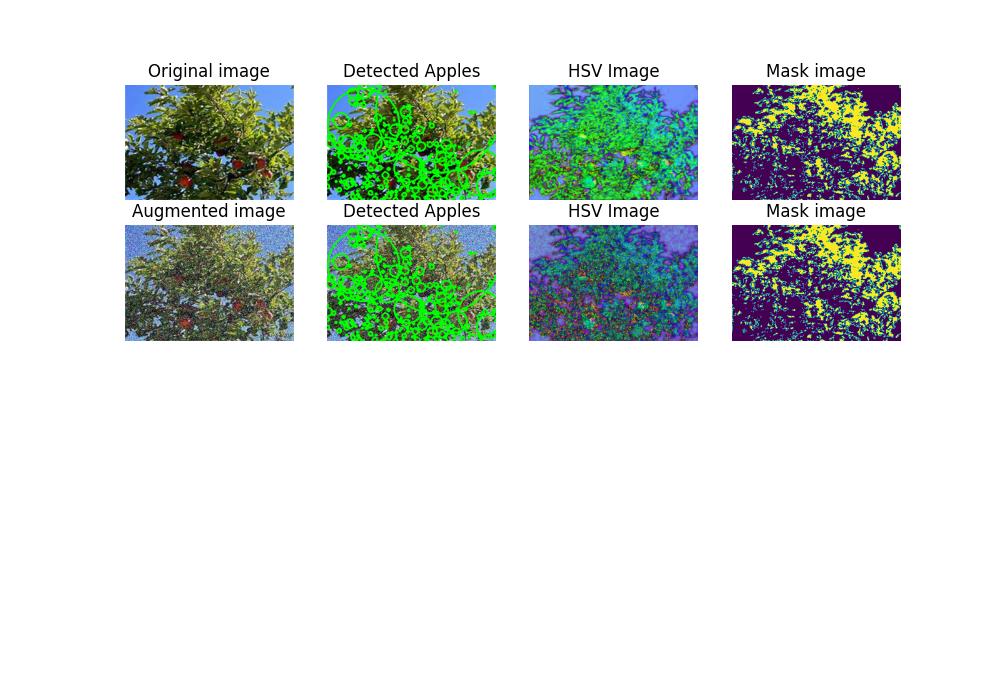 Original image
Detected Apples
HSV Image
Mask image
Augmented image
Detected Apples
HSV Image
Mask image